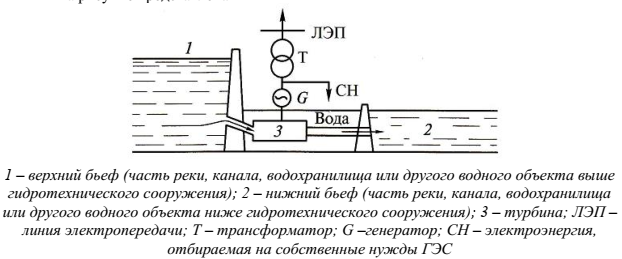 ЛЭП
1
Т
СН
G
Вода
3
2
1 – верхний бьеф (часть реки, канала, водохранилища или другого водного объекта выше
гидротехнического сооружения); 2 – нижний бьеф (часть реки, канала, водохранилища
или другого водного объекта ниже гидротехнического сооружения); 3 – турбина; ЛЭП –
линия электропередачи; Т – трансформатор; G –генератор; СН – электроэнергия,
отбираемая на собственные нужды ГЭС